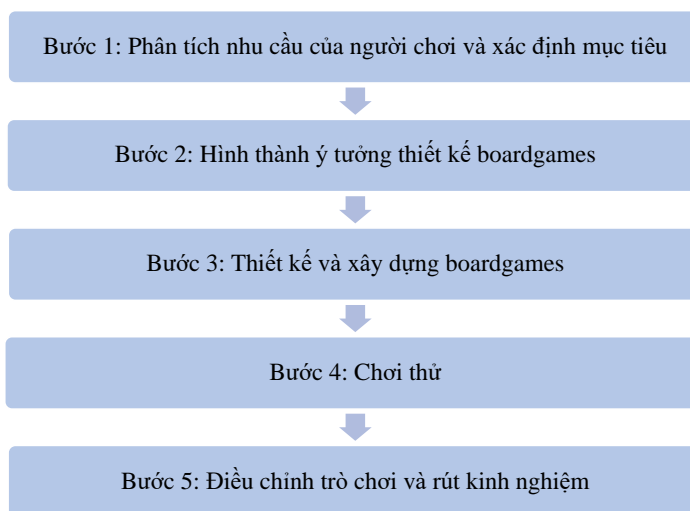 Bước 1: Phân tích nhu cầu của người chơi và xác định mục tiêu
Bước 2: Hình thành ý tưởng thiết kế boardgames
Bước 3: Thiết kế và xây dựng boardgames
Bước 4: Chơi thử
Bước 5: Điều chỉnh trò chơi và rút kinh nghiệm